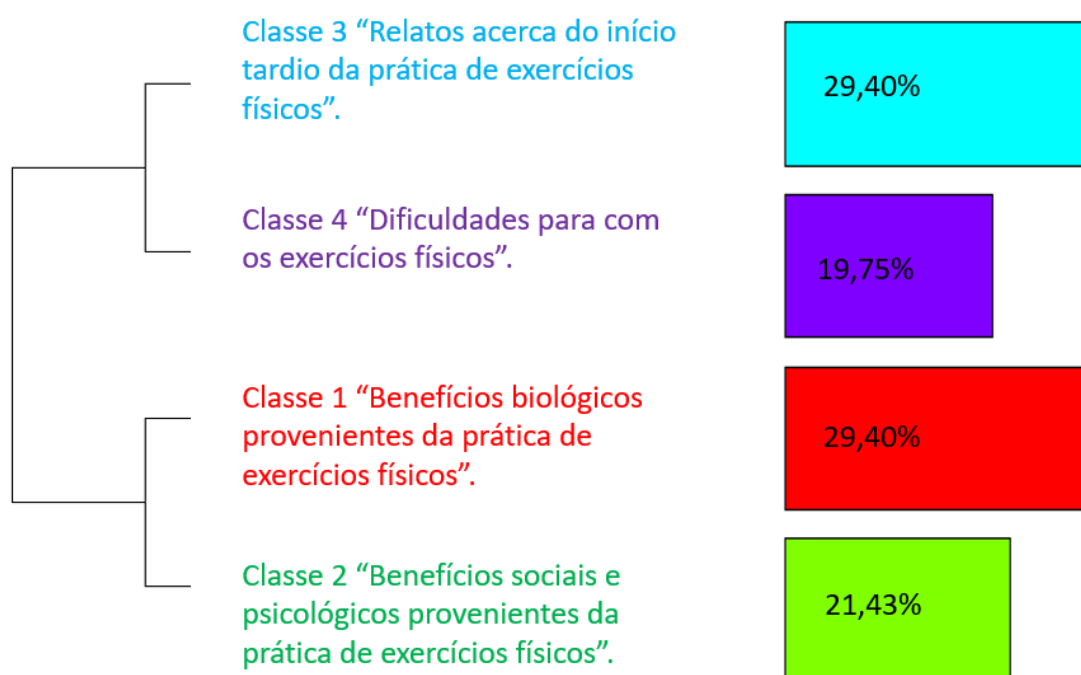 Classe 3 “Relatos acerca do início
tardio da prática de exercícios
físicos”.
29,40%
Classe 4 “Dificuldades para com
os exercícios físicos”.
19,75%
Classe 1 “Benefícios biológicos
provenientes da prática de
exercícios físicos”.
29,40%
Classe 2 “Benefícios sociais e
psicológicos provenientes da
prática de exercícios físicos”.
21,43%